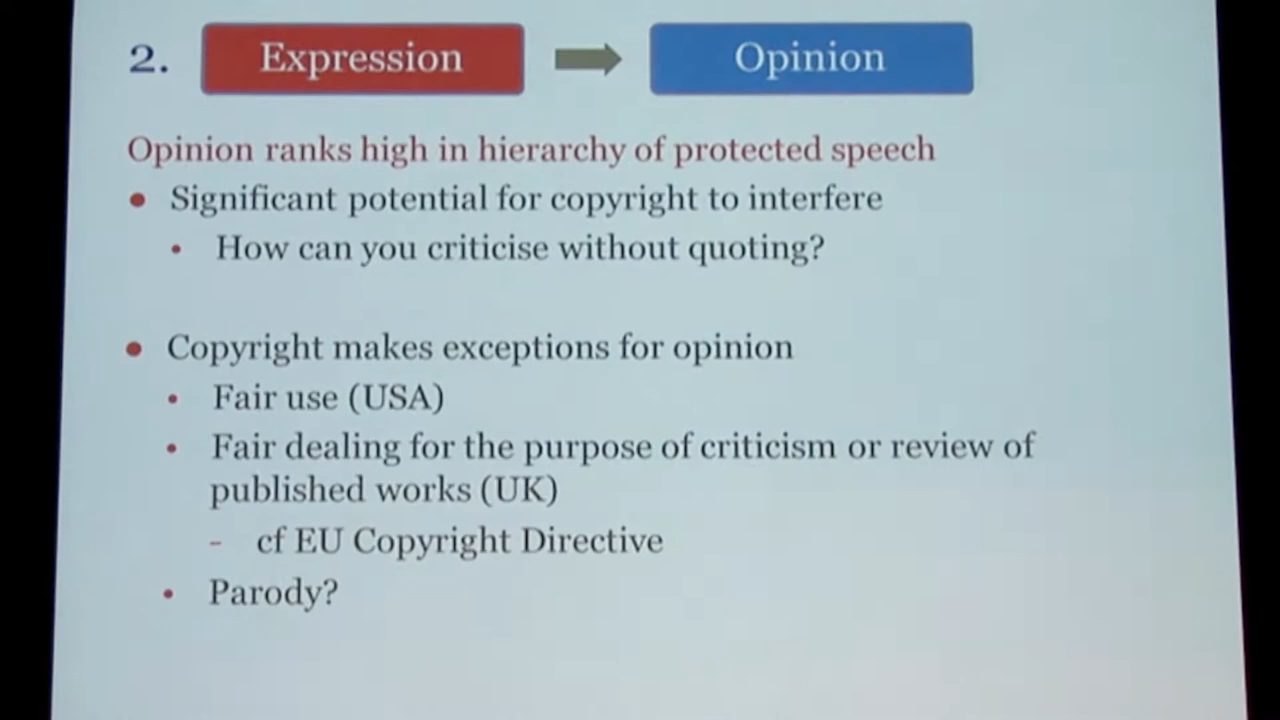 2. Expression Opinion
Opinion ranks high in hierarchy of protected speech
• Significant potential for copyright to interfere
• How can you criticise without quoting?
• Copyright makes exceptions for opinion
• Fair use (USA)
• Fair dealing for the purpose of criticism or review of
published works (UK)
- cf EU Copyright Directive
• Parody?